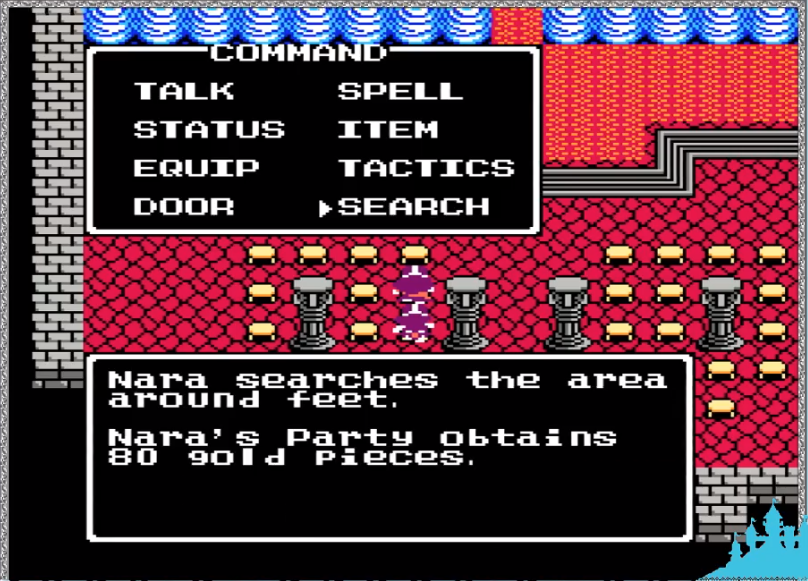 COMMAND
TALK SPELL
STATUS ITEM
EQUIP TACTICS
DOOR SEARCH
Nara searches the area
around feet.
Nara's Party obtains
80 gold pieces.